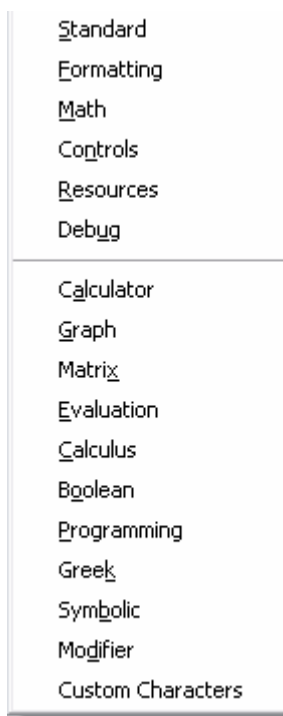 Standard
Formatting
Math
Controls
Resources
Debug
Calculator
Graph
Matrix
Evaluation
Calculus
Boolean
Programming
Greek
Symbolic
Modifier
Custom Characters